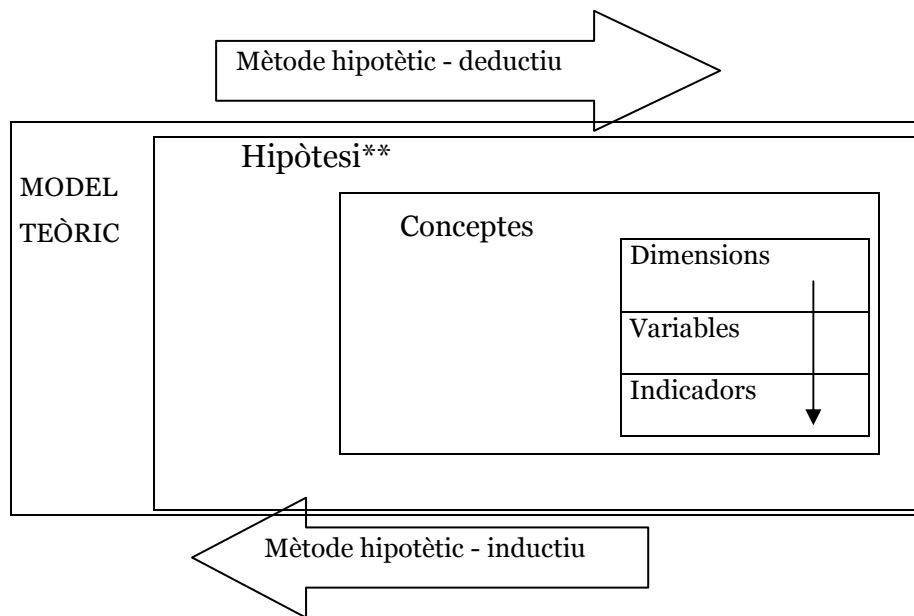 Mètode hipotètic - deductiu
Hipòtesi**
MODEL
TEÒRIC
Conceptes
Dimensions
Variables
Indicadors
Mètode hipotètic - inductiu